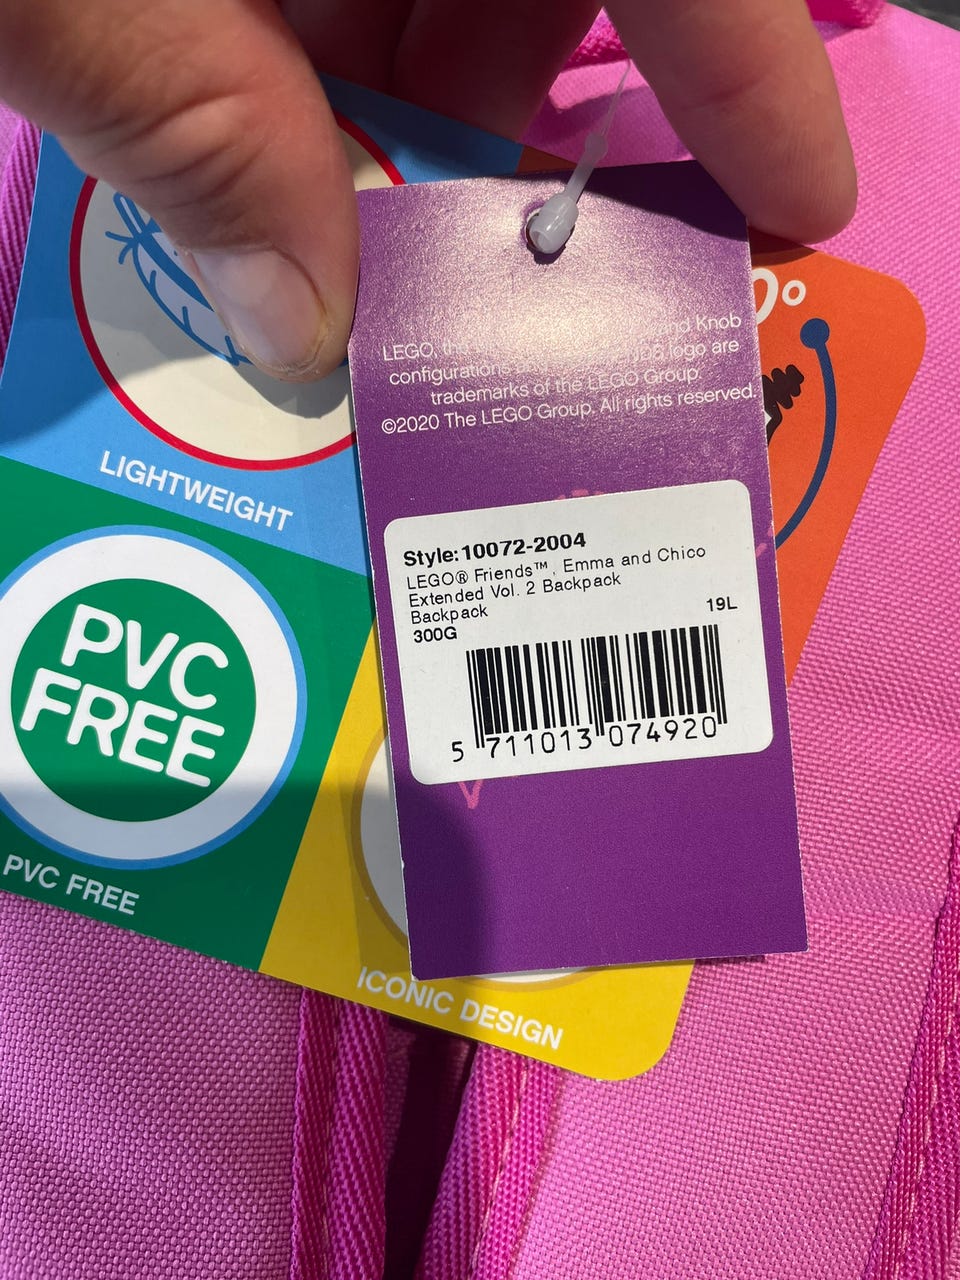 LEGO, the and Knob
configurations logo are
trademarks of the LEGO Group.
©2020 The LEGO Group. All rights reserved.
Style:10072-2004
LEGO® Friends™, Emma and Chico
Extended Vol. 2 Backpack
Backpack 19L
300G
5 711013 074920
LIGHTWEIGHT
PVC
FREE
PVC FREE
ICONIC DESIGN